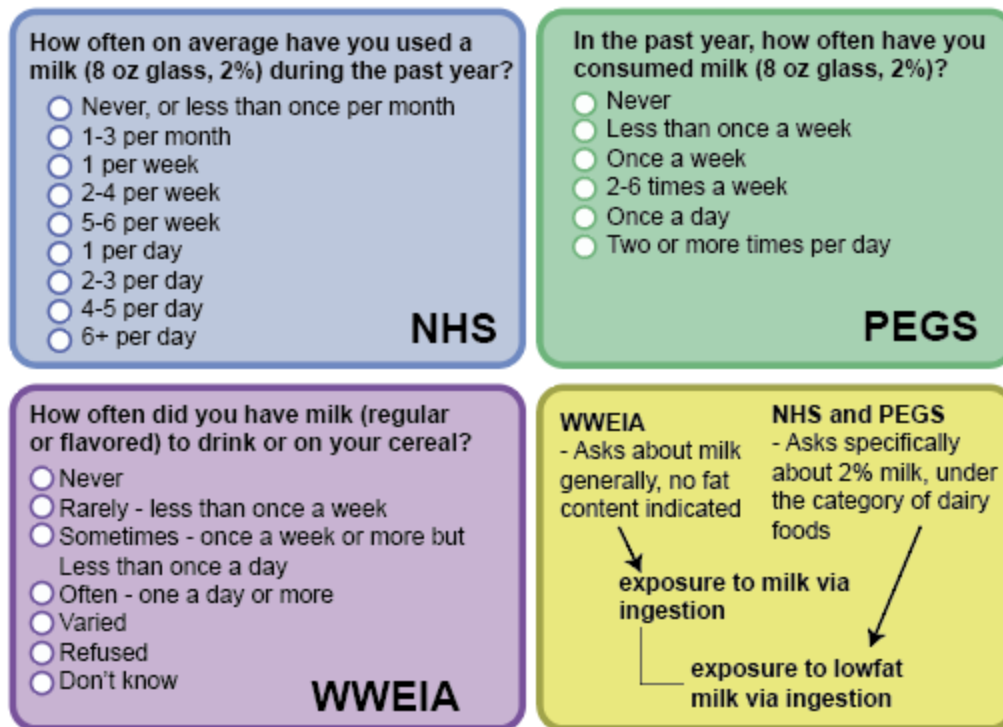 How often on average have you used a
milk (8 oz glass, 2%) during the past year?
Never, or less than once per month
1-3 per month
1 per week
2-4 per week
5-6 per week
1 per day
2-3 per day
4-5 per day
6+ per day
NHS
In the past year, how often have you
consumed milk (8 oz glass, 2%)?
Never
Less than once a week
Once a week
2-6 times a week
Once a day
Two or more times per day
PEGS
How often did you have milk (regular
or flavored) to drink or on your cereal?
Never
Rarely - less than once a week
Sometimes - once a week or more but
Less than once a day
Often - one a day or more
Varied
Refused
Don't know
WWEIA
WWEIA
- Asks about milk
generally, no fat
content indicated
NHS and PEGS
- Asks specifically
about 2% milk, under
the category of dairy
foods
exposure to milk via
ingestion
exposure to lowfat
milk via ingestion